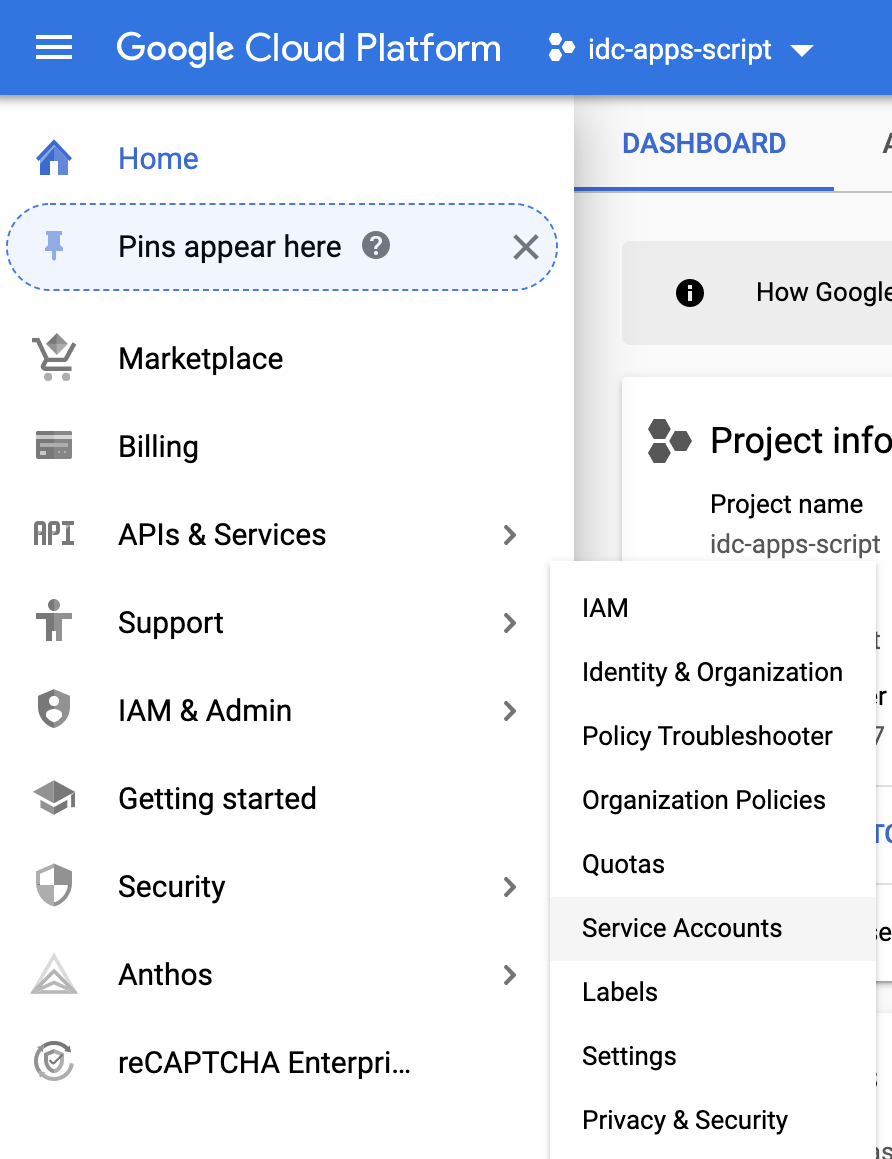 Google Cloud Platform
idc-apps-script
Home
Pins appear here
Marketplace
Billing
API
APIs & Services
Support
IAM & Admin
Getting started
Security
Anthos
reCAPTCHA Enterpri...
DASHBOARD
How Google
Project info
Project name
idc-apps-script
IAM
Identity & Organization
Policy Troubleshooter
Organization Policies
Quotas
Service Accounts
Labels
Settings
Privacy & Security